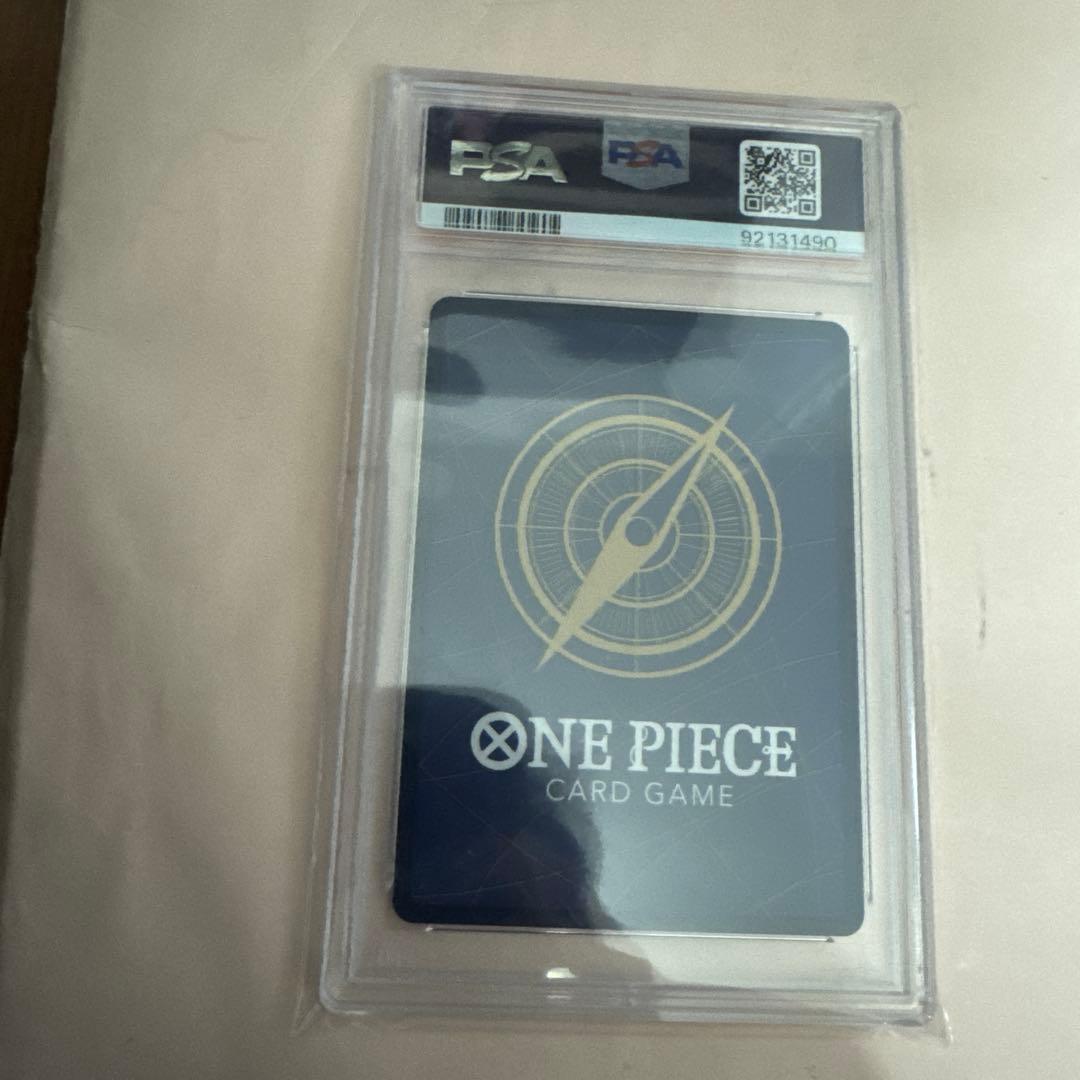 PSA
PSA
92131490
ONE PIECE
CARD GAME